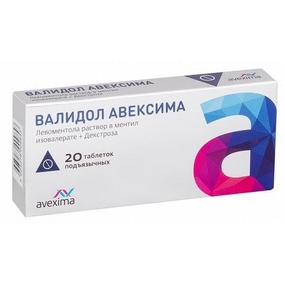 ВАЛИДОЛ АВЕКСИМА
Левоментола раствор в ментил
изовалерате + Декстроза
20 таблеток
подъязычных
avexima